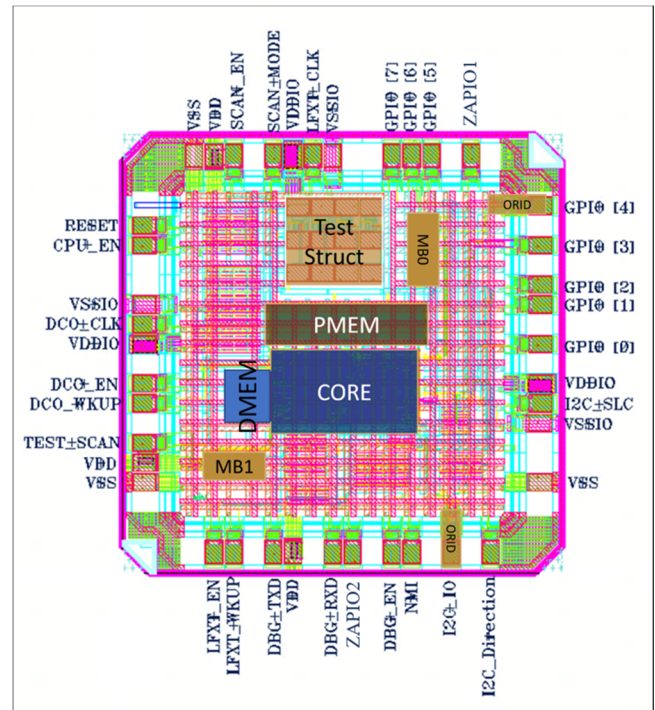 VSS
VDD
SCAN_EN
SCAN_MODE
VDDIO
LFXT_CLK
VSSIO
GPIO [7]
GPIO [6]
GPIO [5]
ZAPIO1
RESET
CPU_EN
VSSIO
DCO_CLK
VDDIO
DCO_EN
DCO_WKUP
TEST_SCAN
VDD
VSS
Test
Struct
MB0
ORID
PMEM
DMEM
CORE
MB1
ORID
GPIO [4]
GPIO [3]
GPIO [2]
GPIO [1]
GPIO [0]
VDDIO
I2C_SLC
VSSIO
VSS
LFXT_EN
LFXT_WKUP
DBG_TXD
VDD
DBG_RXD
ZAPIO2
DBG_EN
NMI
I2C_IO
I2C_Direction